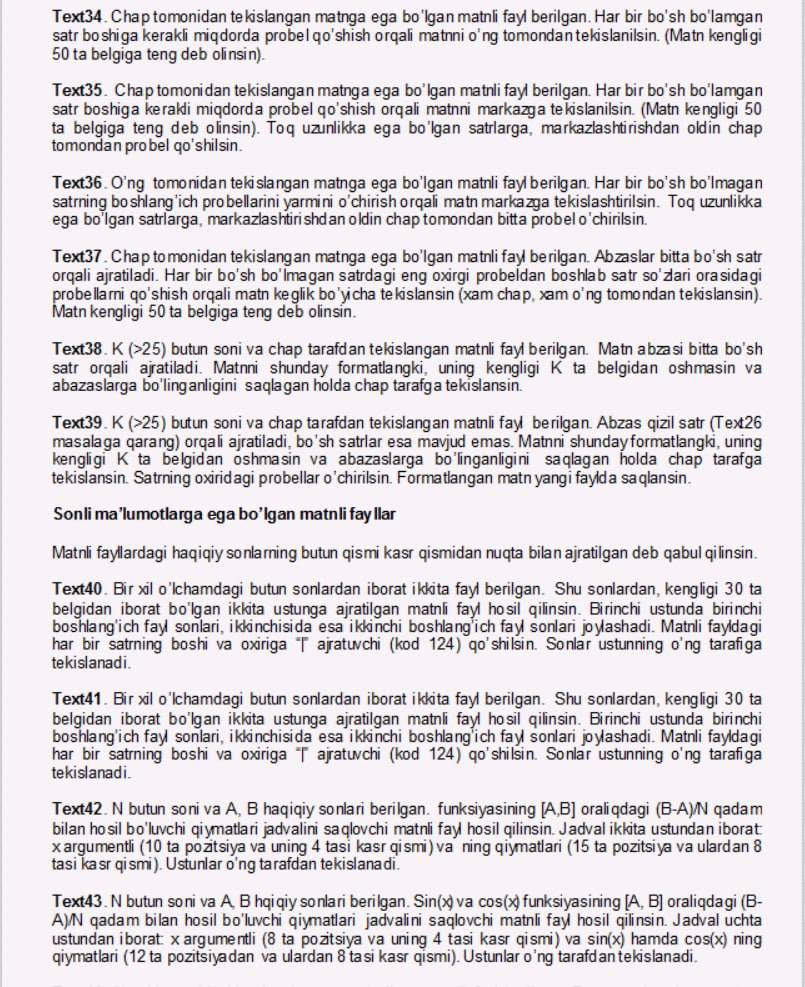 Text34. Chap tomonidan tekislangan matnga ega bo'lgan matnli fayl berilgan. Har bir bo'sh bo'lamgan
satr boshiga kerakli miqdorda probel qo'shish orqali matnni o'ng tomondan tekislanilsin. (Matn kengligi
50 ta belgiga teng deb olinsin).
Text35. Chap tomonidan tekislangan matnga ega bo'lgan matnli fayl berilgan. Har bir bo'sh bo'lamgan
satr boshiga kerakli miqdorda probel qo'shish orqali matnni markazga tekislanilsin. (Matn kengligi 50
ta belgiga teng deb olinsin). Toq uzunlikka ega bo'lgan satrlarga, markazlashtirishdan oldin chap
tomondan probel qo'shilsin.
Text36. O'ng tomonidan tekislangan matnga ega bo'lgan matnli fayl berilgan. Har bir bo'sh bo'lmagan
satrning boshlang'ich probellarini yarmini o'chirish orqali matn markazga tekislashtirilsin. Toq uzunlikka
ega bo'lgan satrlarga, markazlashtirishdan oldin chap tomondan bitta probel o'chirilsin.
Text37. Chap tomonidan tekislangan matnga ega bo'lgan matnli fayl berilgan. Abzaslar bitta bo'sh satr
orqali ajratiladi. Har bir bo'sh bo'lmagan satrdagi eng oxirgi probeldan boshlab satr so'zlari orasidagi
probellarni qo'shish orqali matn keglik bo'yicha tekislansin (xam chap, xam o'ng tomondan tekislansin).
Matn kengligi 50 ta belgiga teng deb olinsin.
Text38. K (>25) butun soni va chap tarafdan tekislangan matnli fayl berilgan. Matn abzasi bitta bo'sh
satr orqali ajratiladi. Matnni shunday formatlangki, uning kengligi K ta belgidan oshmasin va
abazaslarga bo'linganligini saqlagan holda chap tarafga tekislansin.
Text39. K (>25) butun soni va chap tarafdan tekislangan matnli fayl berilgan. Abzas qizil satr (Text26
masalaga qarang) orqali ajratiladi, bo'sh satrlar esa mavjud emas. Matnni shunday formatlangki, uning
kengligi K ta belgidan oshmasin va abazaslarga bo'linganligini saqlagan holda chap tarafga
tekislansin. Satrning oxiridagi probellar o'chirilsin. Formatlangan matn yangi faylda saqlansin.
Sonli ma'lumotlarga ega bo'lgan matnli fayllar
Matnli fayllardagi haqiqiy sonlarning butun qismi kasr qismidan nuqta bilan ajratilgan deb qabul qilinsin.
Text40. Bir xil o'lchamdagi butun sonlardan iborat ikkita fayl berilgan. Shu sonlardan, kengligi 30 ta
belgidan iborat bo'lgan ikkita ustunga ajratilgan matnli fayl hosil qilinsin. Birinchi ustunda birinchi
boshlang'ich fayl sonlari, ikkinchisida esa ikkinchi boshlang'ich fayl sonlari joylashadi. Matnli fayldagi
har bir satrning boshi va oxiriga "|" ajratuvchi (kod 124) qo'shilsin. Sonlar ustunning o'ng tarafiga
tekislanadi.
Text41. Bir xil o'lchamdagi butun sonlardan iborat ikkita fayl berilgan. Shu sonlardan, kengligi 30 ta
belgidan iborat bo'lgan ikkita ustunga ajratilgan matnli fayl hosil qilinsin. Birinchi ustunda birinchi
boshlang'ich fayl sonlari, ikkinchisida esa ikkinchi boshlang'ich fayl sonlari joylashadi. Matnli fayldagi
har bir satrning boshi va oxiriga "|" ajratuvchi (kod 124) qo'shilsin. Sonlar ustunning o'ng tarafiga
tekislanadi.
Text42. N butun soni va A, B haqiqiy sonlari berilgan. funksiyasining [A,B] oraliqdagi (B-A)/N qadam
bilan hosil bo'luvchi qiymatlari jadvalini saqlovchi matnli fayl hosil qilinsin. Jadval ikkita ustundan iborat:
x argumentli (10 ta pozitsiya va uning 4 tasi kasr qismi) va ning qiymatlari (15 ta pozitsiya va ulardan 8
tasi kasr qismi). Ustunlar o'ng tarafdan tekislanadi.
Text43. N butun soni va A, B hqiqiy sonlari berilgan. Sin(x) va cos(x) funksiyasining [A, B] oraliqdagi (B-
A)/N qadam bilan hosil bo'luvchi qiymatlari jadvalini saqlovchi matnli fayl hosil qilinsin. Jadval uchta
ustundan iborat: x argumentli (8 ta pozitsiya va uning 4 tasi kasr qismi) va sin(x) hamda cos(x) ning
qiymatlari (12 ta pozitsiyadan va ulardan 8 tasi kasr qismi). Ustunlar o'ng tarafdan tekislanadi.